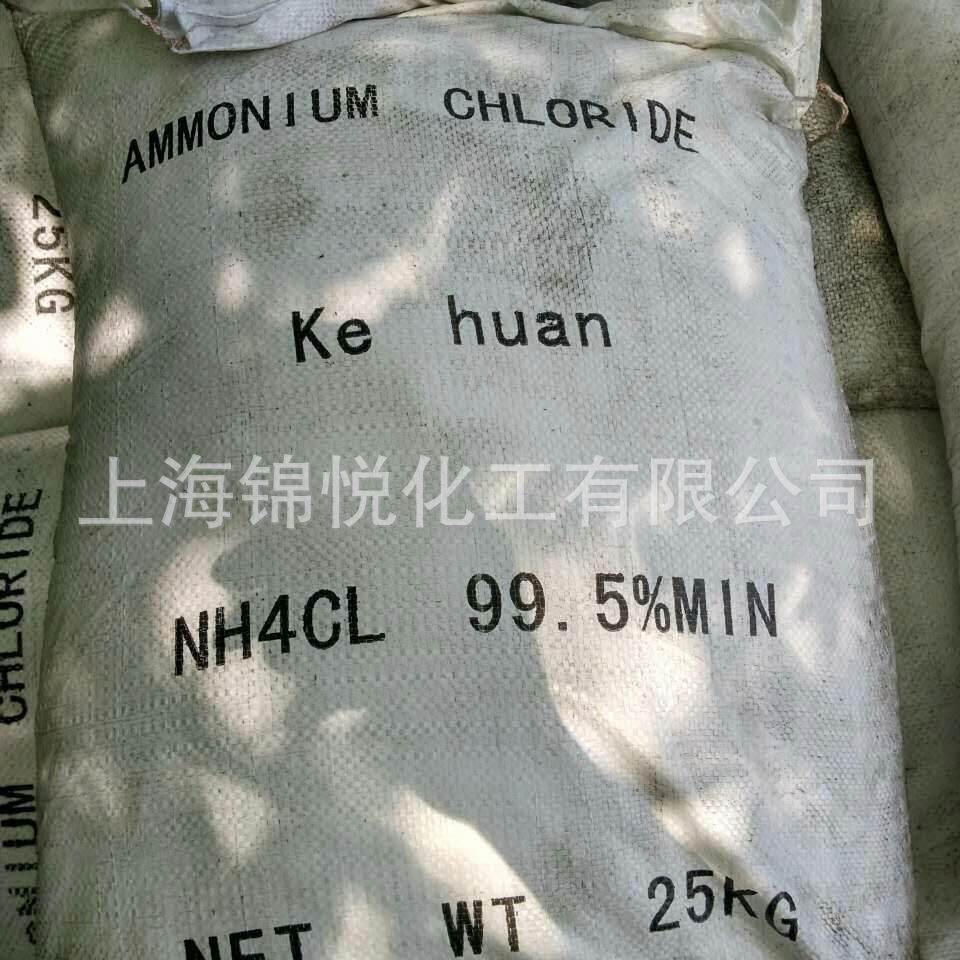 AMMONIUM CHLORIDE
Ke huan
上海锦悦化工有限公司
NH4CL 99.5%MIN
NET WT 25KG
25KG
CHLORIDE